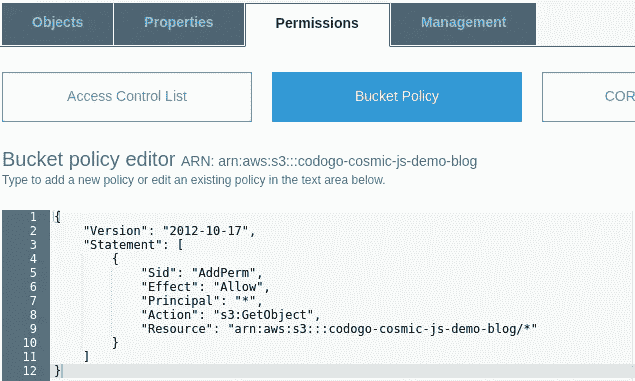 Objects Properties Permissions Management
Access Control List Bucket Policy COR
Bucket policy editor ARN: arn:aws:s3:::codogo-cosmic-js-demo-blog
Type to add a new policy or edit an existing policy in the text area below.
1 {
2 "Version": "2012-10-17",
3 "Statement": [
4 {
5 "Sid": "AddPerm",
6 "Effect": "Allow",
7 "Principal": "*",
8 "Action": "s3:GetObject",
9 "Resource": "arn:aws:s3:::codogo-cosmic-js-demo-blog/*"
10 }
11 ]
12 }